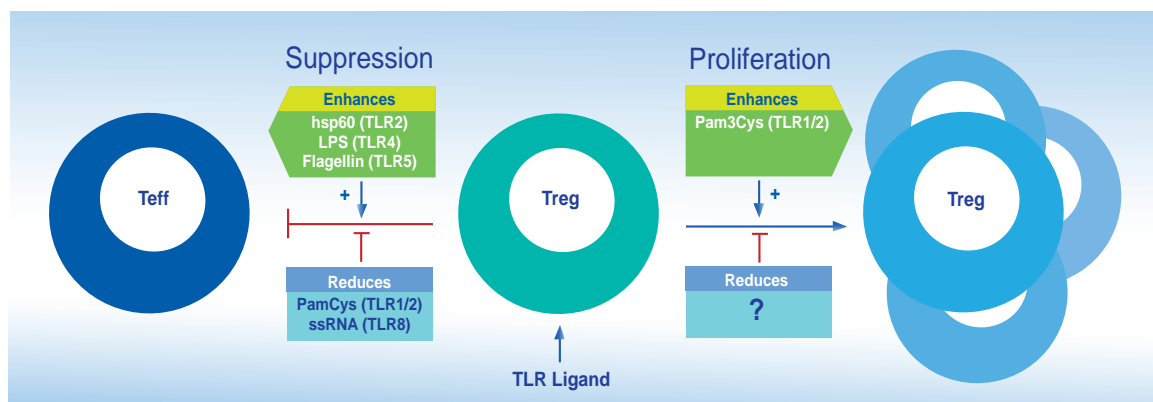 Suppression
Proliferation
Enhances
hsp60 (TLR2)
LPS (TLR4)
Flagellin (TLR5)
Enhances
Pam3Cys (TLR1/2)
+
+
Teff
Treg
Treg
Reduces
PamCys (TLR1/2)
ssRNA (TLR8)
Reduces
?
TLR Ligand